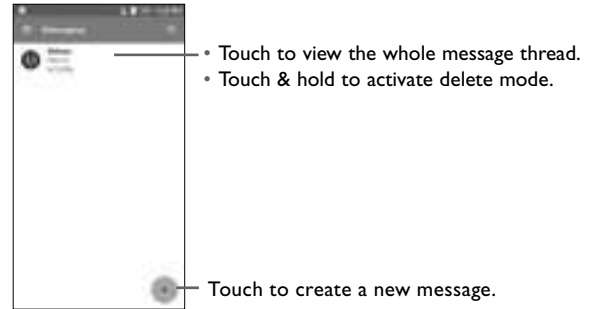 • Touch to view the whole message thread.
• Touch & hold to activate delete mode.
Touch to create a new message.